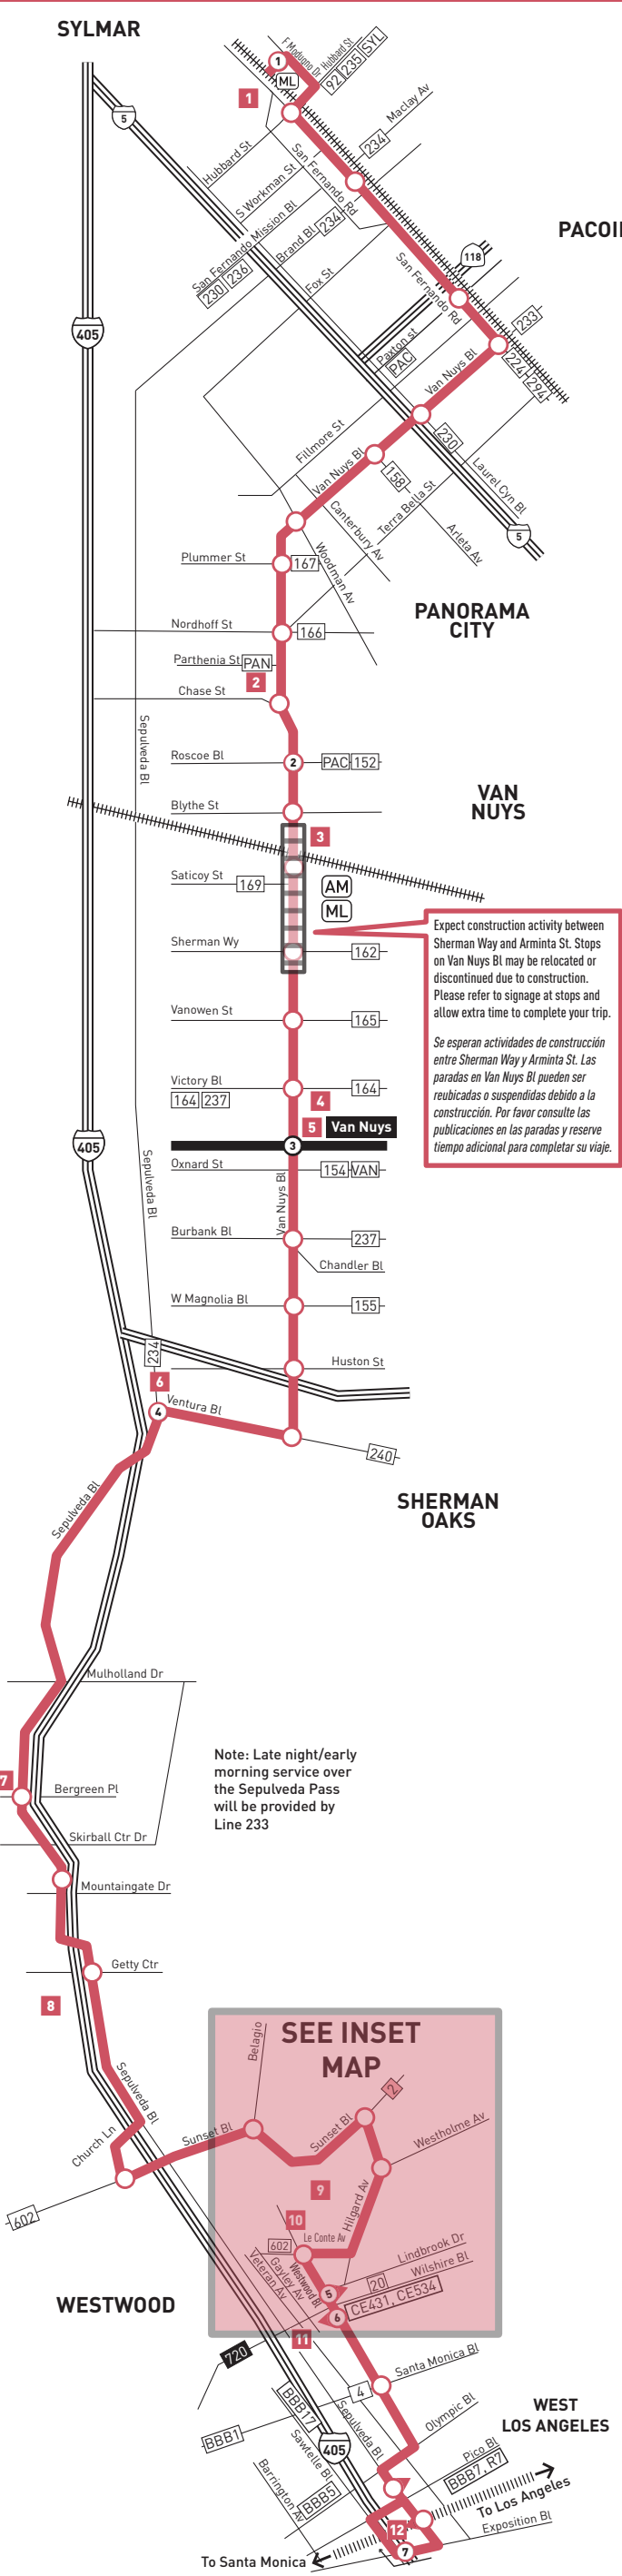 SYLMAR
F Moduono Dr
Hubbard St
92 235 SYL
1
ML
1
5
Maclay Av
234
Hubbard St
San Fernando Rd
S Workman St
San Fernando Mission Bl
230 236
Brand Bl 234
Fox St
118
San Fernando Rd
233
224 294
Paxton st
PAC
Van Nuys Bl
230
Laurel Cyn Bl
Fillmore St
Van Nuys Bl
158
Canterbury Av
Terra Bella St
Arleta Av
5
405
Woodman Av
Plummer St
167
PANORAMA
CITY
Nordhoff St
166
Parthenia St PAN
2
Chase St
Sepulveda Bl
Roscoe Bl
2
PAC 152
VAN
NUYS
Blythe St
3
Saticoy St
169
AM
ML
Sherman Wy
162
Expect construction activity between
Sherman Way and Arminta St. Stops
on Van Nuys Bl may be relocated or
discontinued due to construction.
Please refer to signage at stops and
allow extra time to complete your trip.
Se esperan actividades de construcción
entre Sherman Way y Arminta St. Las
paradas en Van Nuys Bl pueden ser
reubicadas o suspendidas debido a la
construcción. Por favor consulte las
publicaciones en las paradas y reserve
tiempo adicional para completar su viaje.
Vanowen St
165
Victory Bl
164 237
164
4
5 Van Nuys
3
405
Oxnard St
154 VAN
Sepulveda Bl
Van Nuys Bl
Burbank Bl
237
Chandler Bl
W Magnolia Bl
155
234
Huston St
6
4
Ventura Bl
240
SHERMAN
OAKS
Sepulveda Bl
Mulholland Dr
Note: Late night/early
morning service over
the Sepulveda Pass
will be provided by
Line 233
7
Bergreen Pl
Skirball Ctr Dr
Mountaingate Dr
Getty Ctr
8
SEE INSET
MAP
Belagio
Sepulveda Bl
2
Church Ln
Sunset Bl
Sunset Bl
Westholme Av
602
9
Hilgard Av
10
Le Conte Av
602
Lindbrook Dr
Wilshire Bl
Veteran Av
Gayley Av
Westwood Bl
20
5
CE431, CE534
6
WESTWOOD
11
720
Santa Monica Bl
4
BBB17
BBB1
Sepulveda Bl
Olympic Bl
WEST
LOS ANGELES
405
Sawtelle Bl
Pico Bl
BBB7, R7
Barrington Av
BBB5
To Los Angeles
12
Exposition Bl
7
To Santa Monica